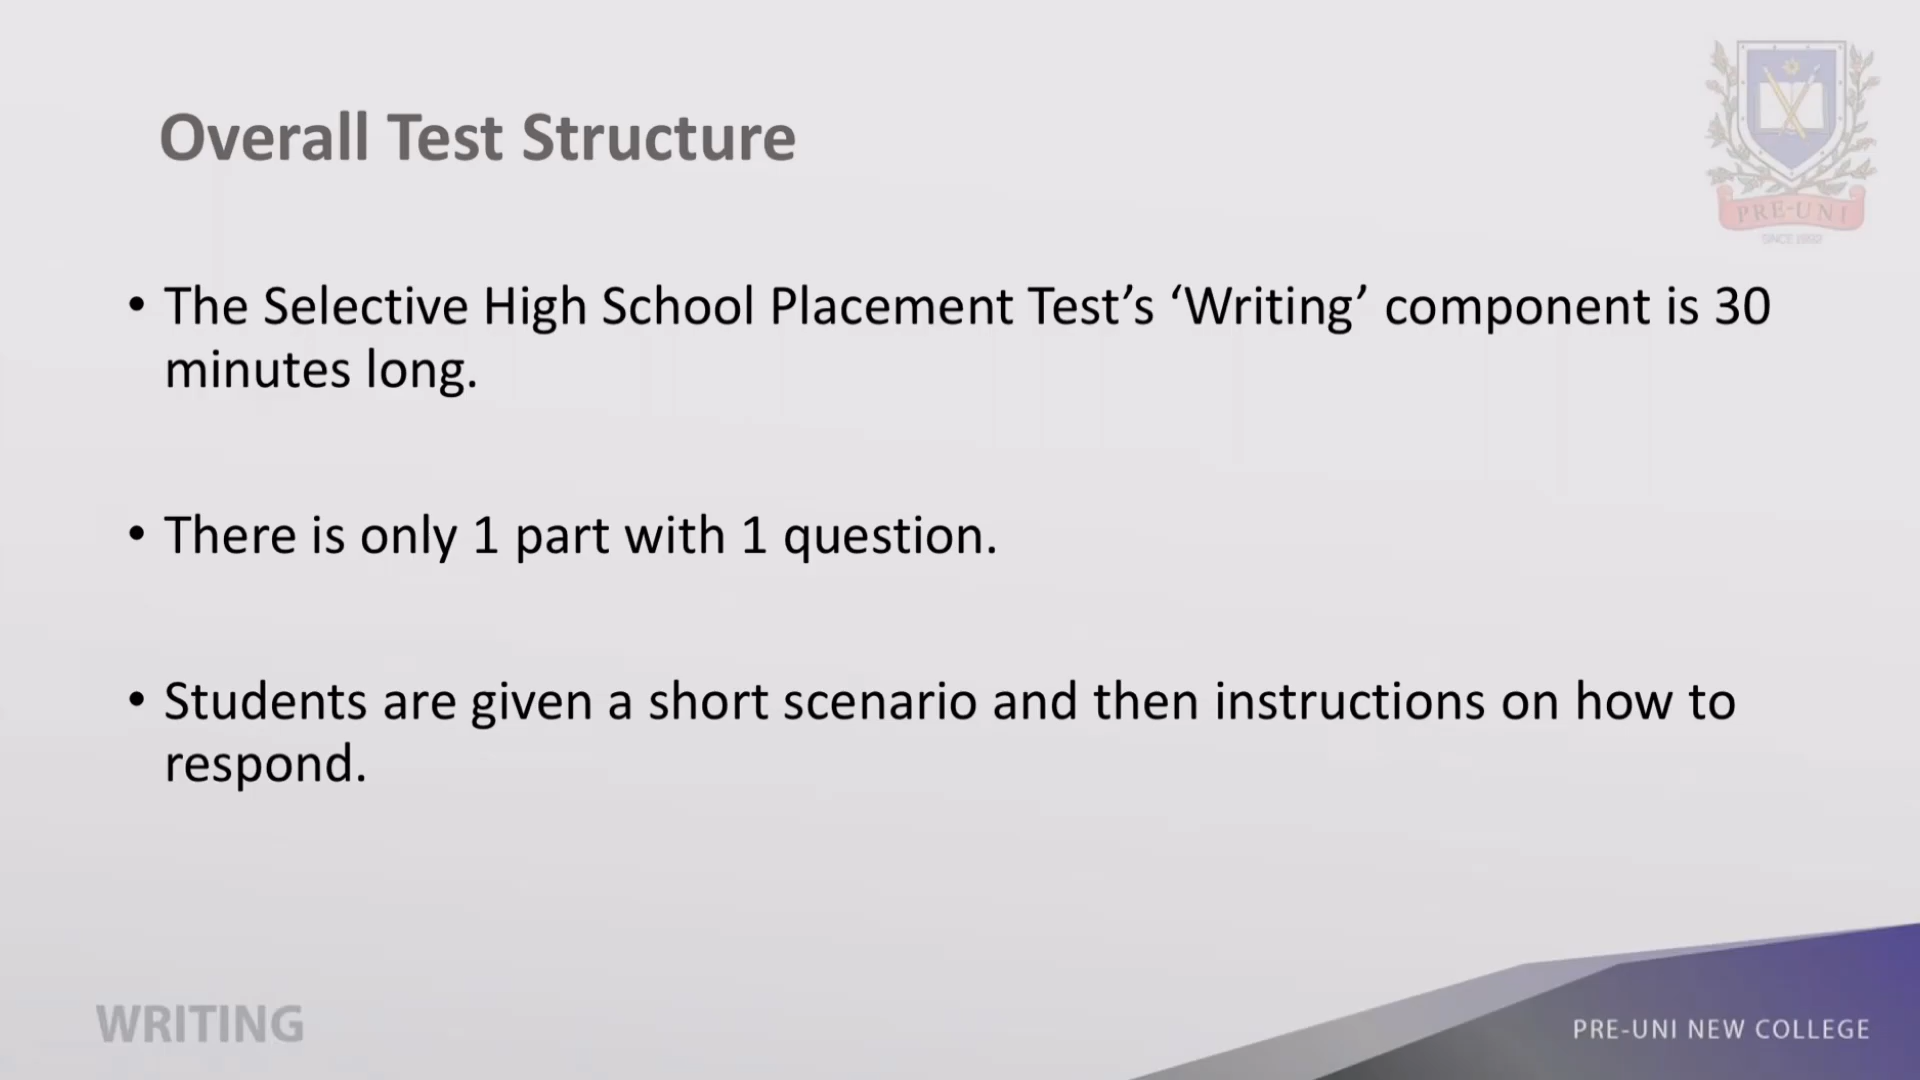 Overall Test Structure
PRE-UNI
• The Selective High School Placement Test’s ‘Writing’ component is 30
minutes long.
• There is only 1 part with 1 question.
• Students are given a short scenario and then instructions on how to
respond.
WRITING
PRE-UNI NEW COLLEGE